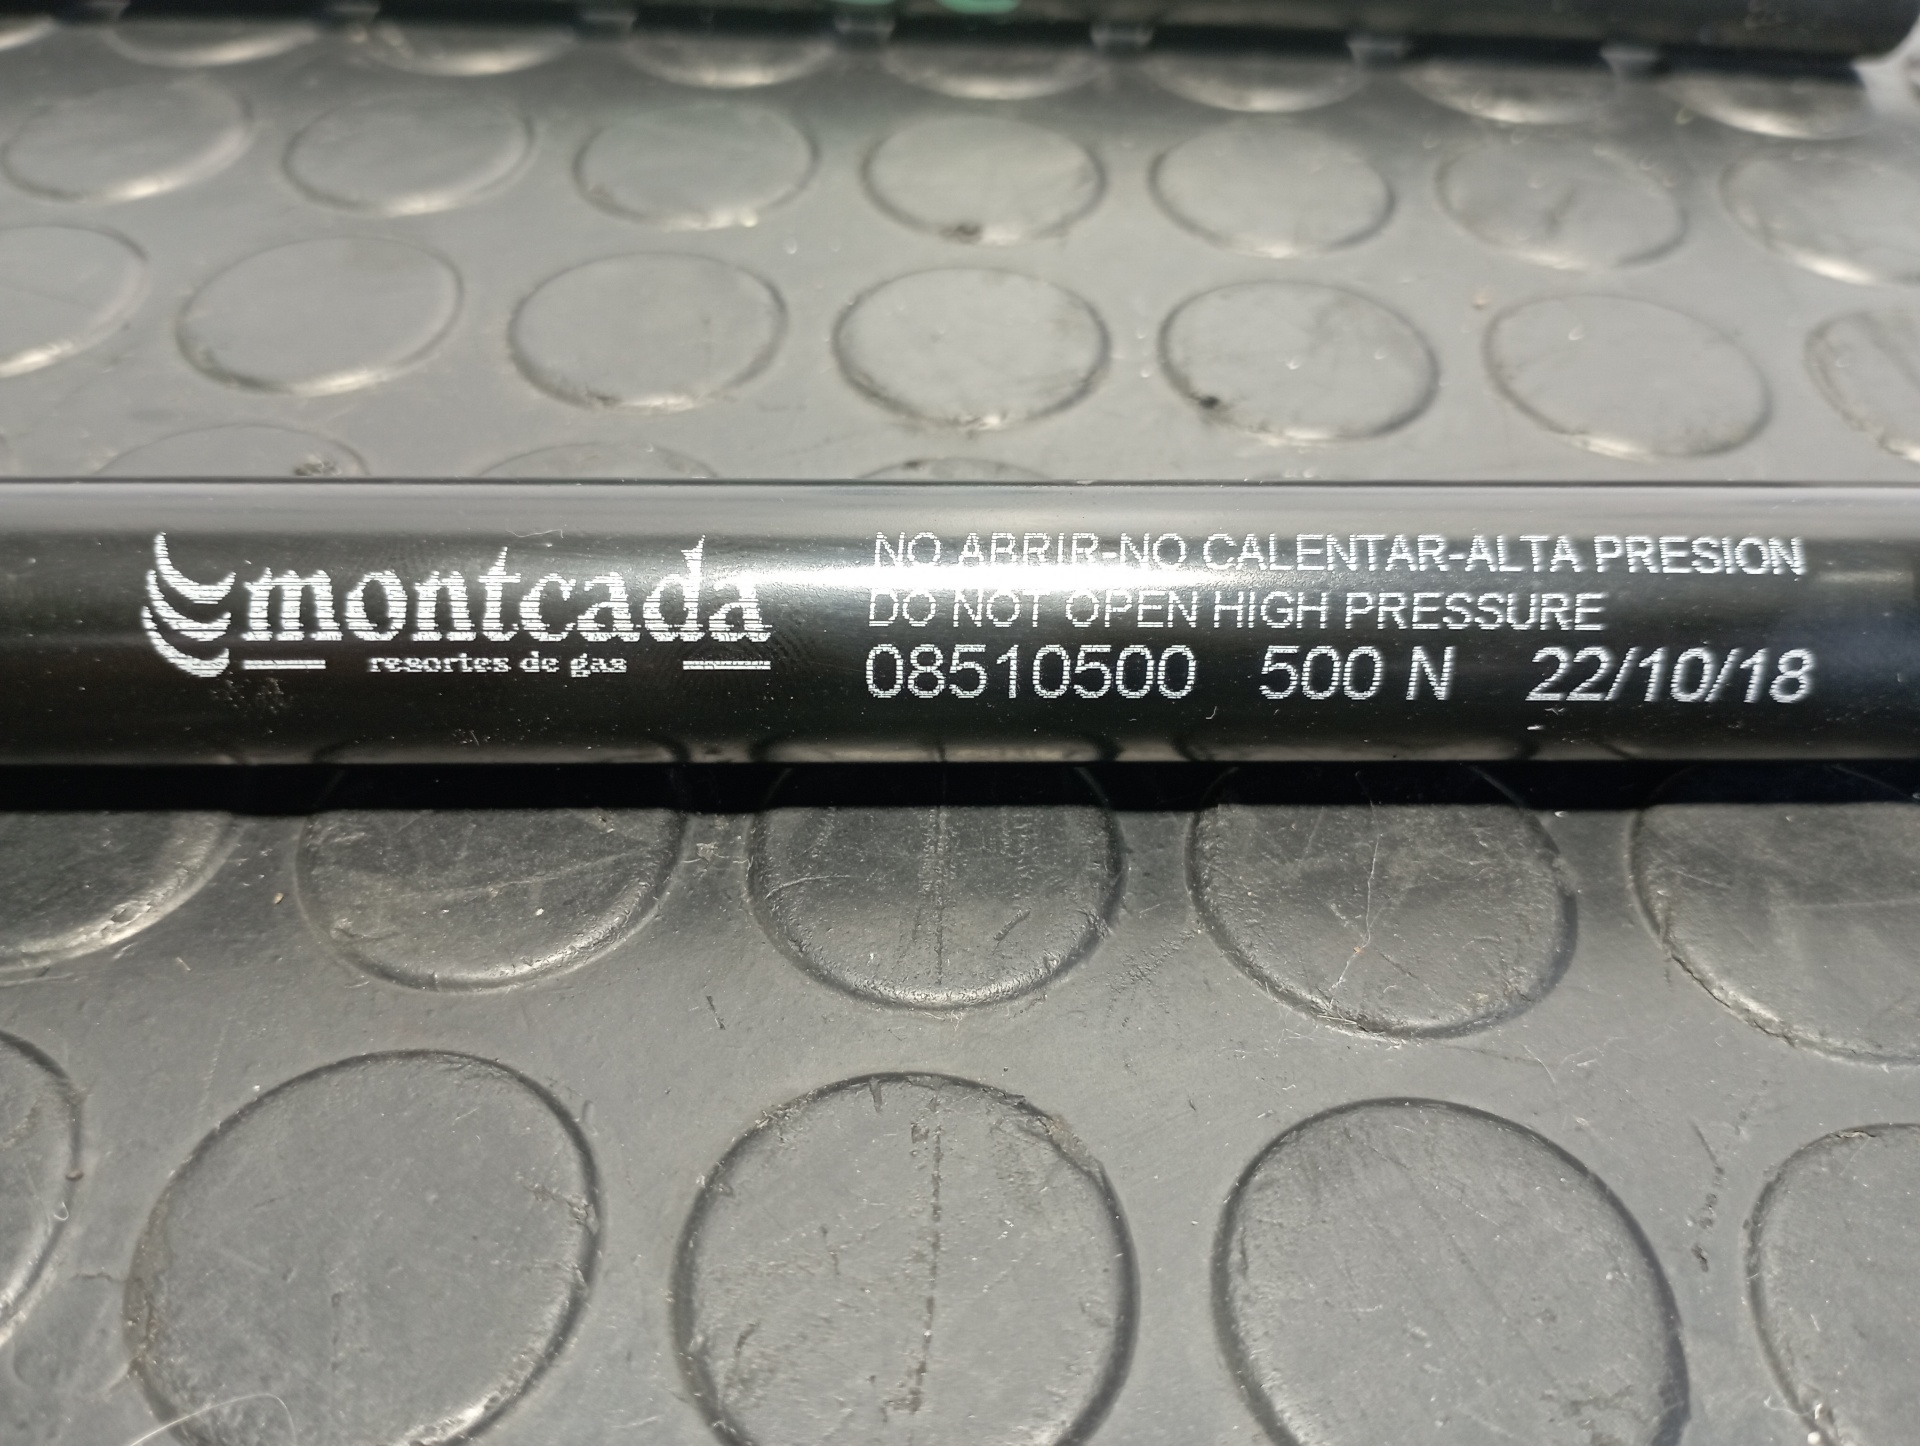 montcada
resortes de gas
NO ABRIR-NO CALENTAR-ALTA PRESION
DO NOT OPEN HIGH PRESSURE
08510500 500 N 22/10/18